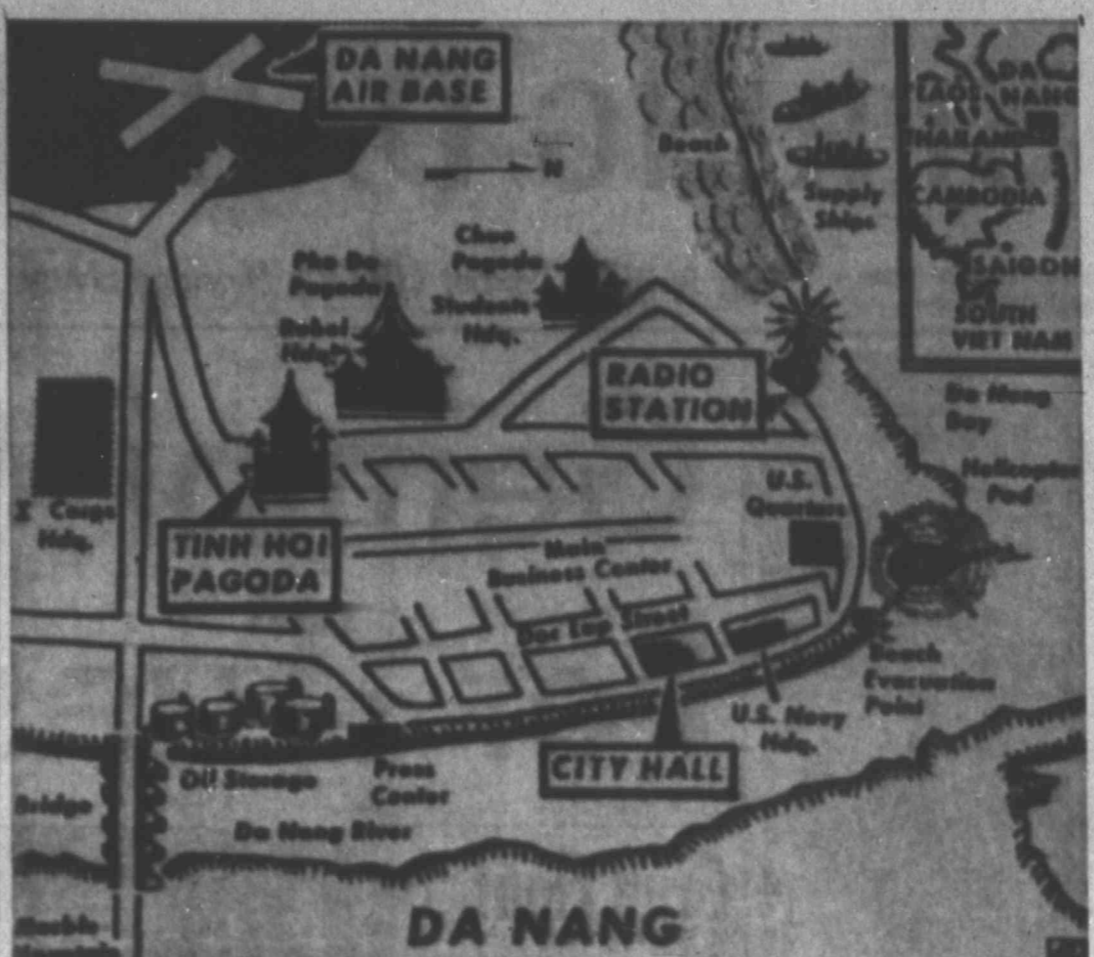 DA NANG
AIR BASE
N
Beach
Supply
Ships
LAOS
DA
NANG
THAILAND
CAMBODIA
SAIGON
SOUTH
VIET NAM
Chua
Pagoda
Students
Hdq.
Pho Da
Pagoda
Hdq.
RADIO
STATION
Da Nang
Bay
Helicopter
Pad
U.S.
Quarters
I Corps
Hdq.
TINH HOI
PAGODA
Main
Business Center
Doc Lap Street
Beach
Evacuation
Point
U.S. Navy
Hdq.
CITY HALL
Oil Storage
Press
Center
Bridge
Da Nang River
DA NANG
Marble